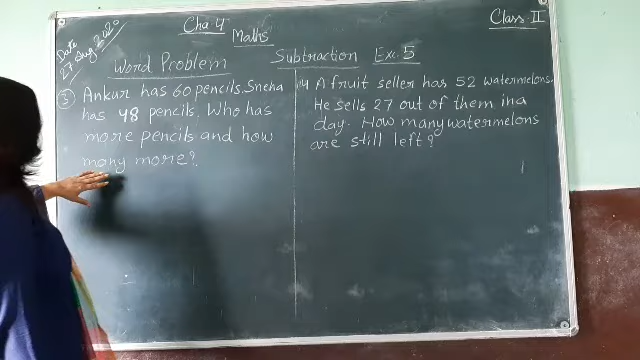 Cha 4
Maths
Class II
Date
27 Aug 2020
Word Problem
Subtraction Ex. 5
3 Ankur has 60 pencils. Sneha
has 48 pencils. Who has
more pencils and how
many more?
4 A fruit seller has 52 watermelons.
He sells 27 out of them in a
day. How many watermelons
are still left?